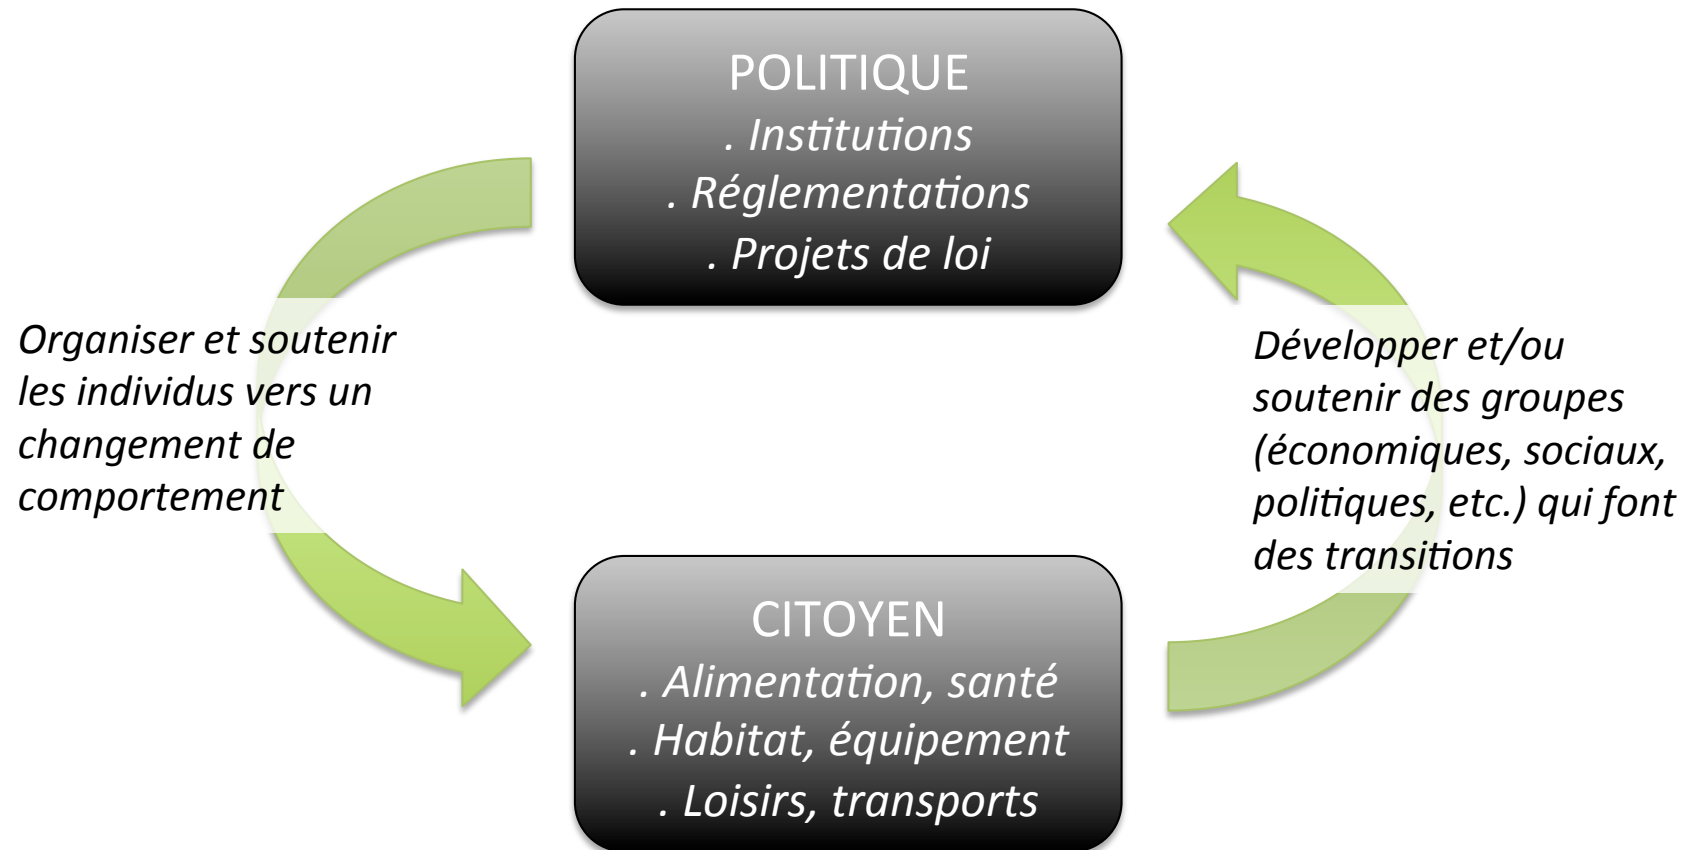 POLITIQUE
. Institutions
. Réglementations
. Projets de loi
Organiser et soutenir
les individus vers un
changement de
comportement
Développer et/ou
soutenir des groupes
(économiques, sociaux,
politiques, etc.) qui font
des transitions
CITOYEN
. Alimentation, santé
. Habitat, équipement
. Loisirs, transports